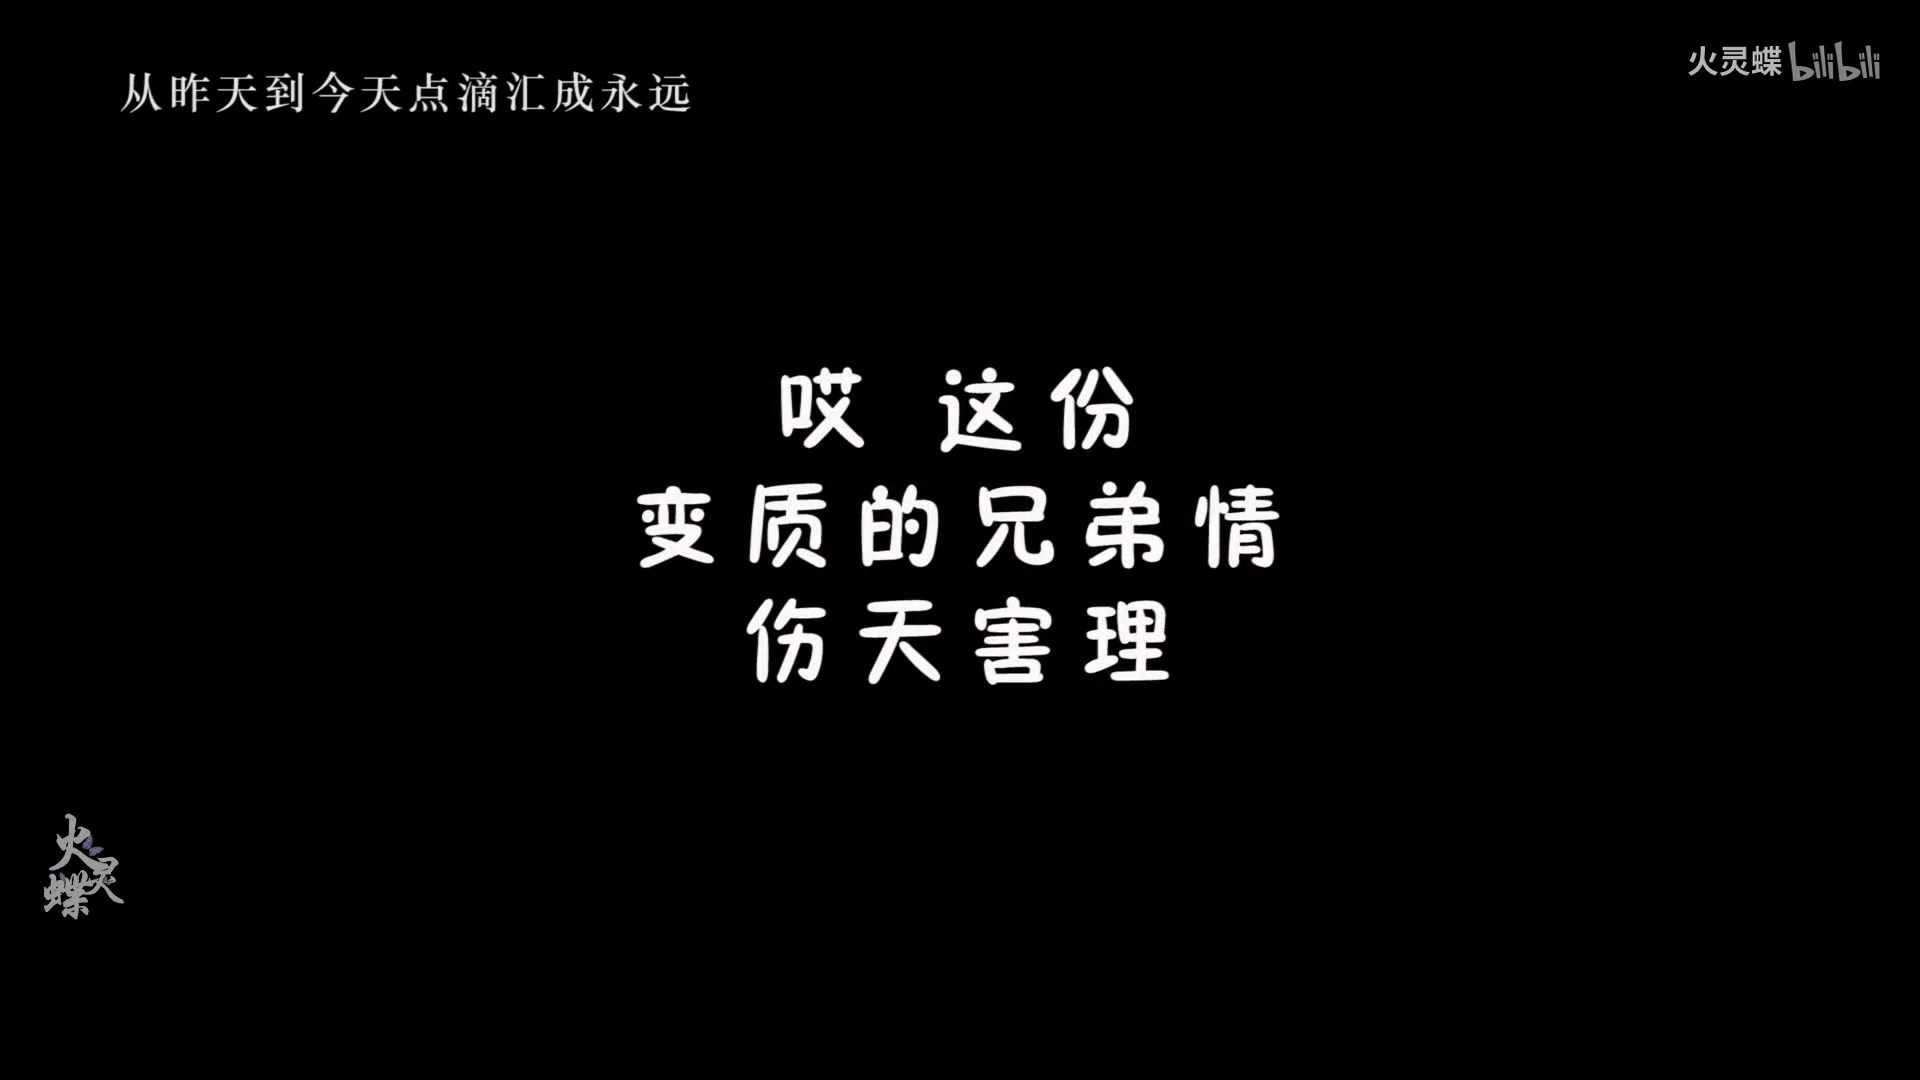 从昨天到今天点滴汇成永远
火灵蝶 bilibili
哎 这份
变质的兄弟情
伤天害理
火灵蝶